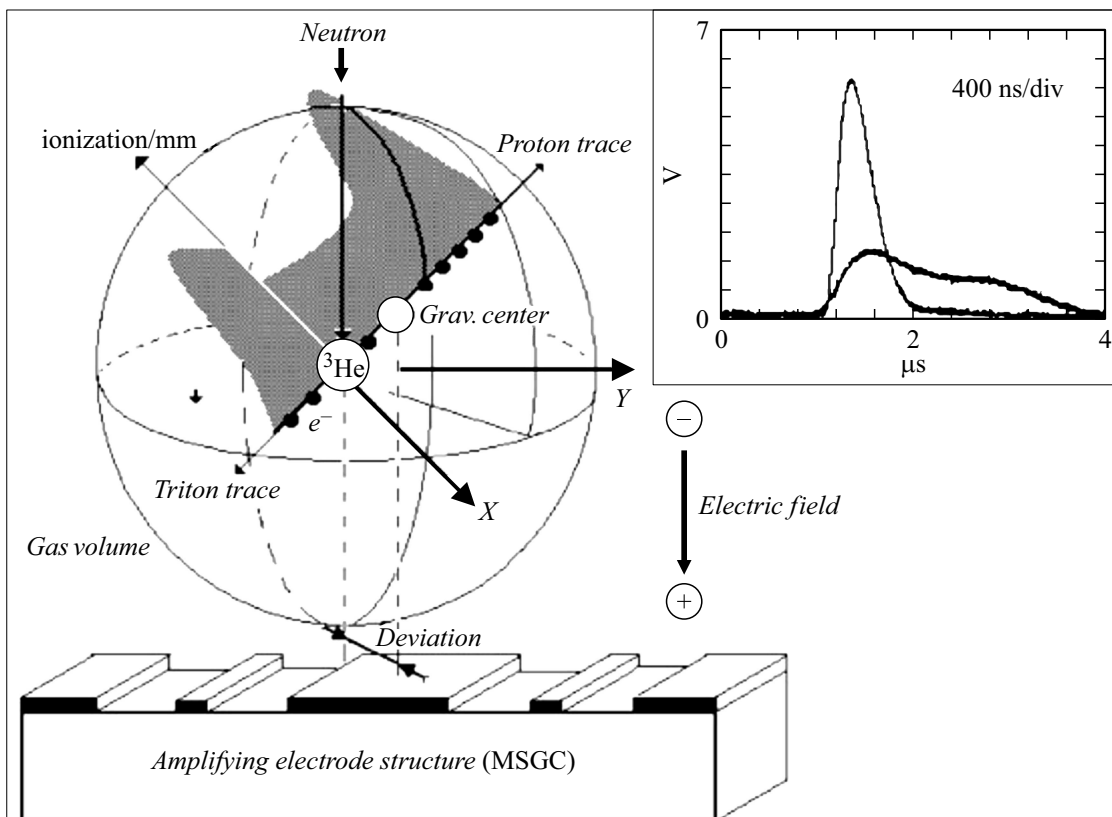 Neutron
ionization/mm
Proton trace
Grav. center
³He
Y
e⁻
X
Triton trace
Gas volume
Electric field
−
+
Deviation
Amplifying electrode structure (MSGC)
7
400 ns/div
V
0
0
2
4
µs